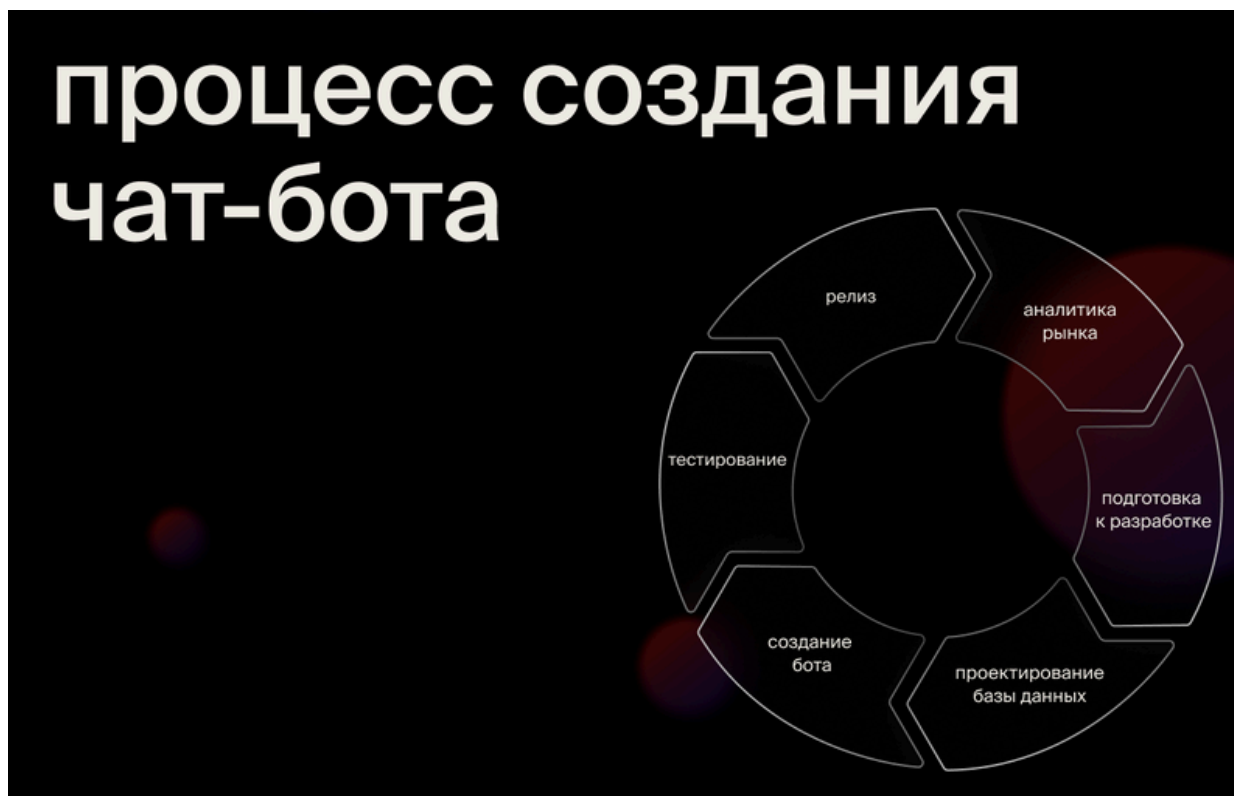 процесс создания
чат-бота
релиз
аналитика
рынка
тестирование
подготовка
к разработке
создание
бота
проектирование
базы данных